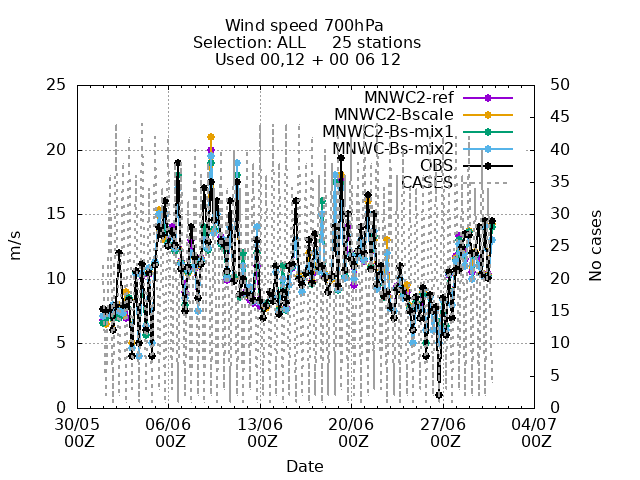 Wind speed 700hPa
Selection: ALL 25 stations
Used 00,12 + 00 06 12
25
20
15
10
5
0
m/s
50
45
40
35
30
25
20
15
10
5
0
No cases
MNWC2-ref
MNWC2-Bscale
MNWC2-Bs-mix1
MNWC-Bs-mix2
OBS
CASES
30/05 06/06 13/06 20/06 27/06 04/07
00Z 00Z 00Z 00Z 00Z 00Z
Date